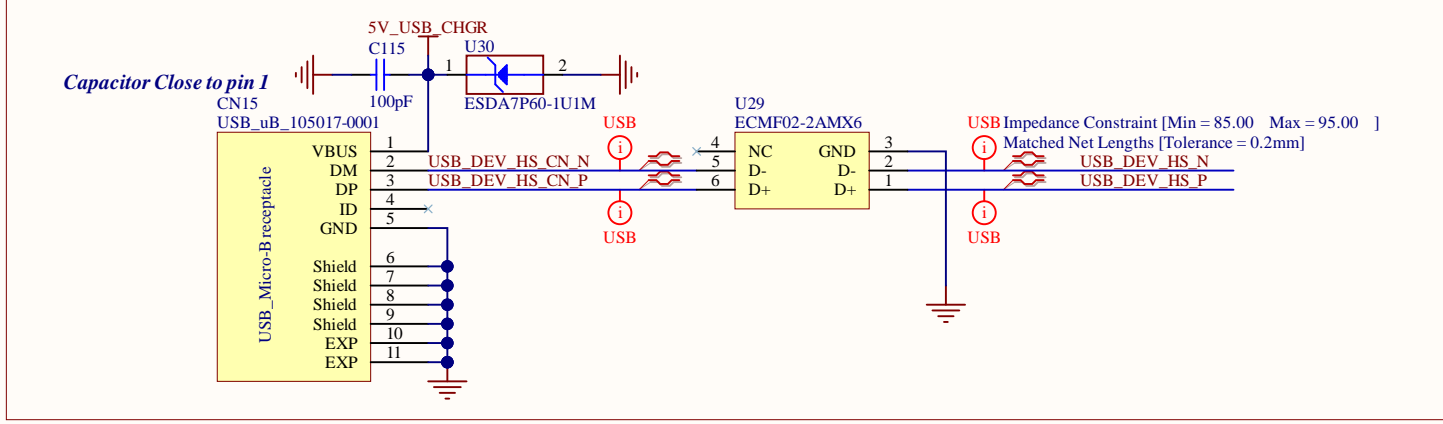 5V_USB_CHGR
C115
U30
1
2
Capacitor Close to pin 1
100pF
ESDA7P60-1U1M
CN15
USB_uB_105017-0001
USB_Micro-B receptacle
VBUS 1
DM 2 USB_DEV_HS_CN_N
DP 3 USB_DEV_HS_CN_P
ID 4
GND 5
Shield 6
Shield 7
Shield 8
Shield 9
EXP 10
EXP 11
USB
i
i
USB
U29
ECMF02-2AMX6
4 NC GND 3
5 D- D- 2
6 D+ D+ 1
USB Impedance Constraint [Min = 85.00 Max = 95.00 ]
i Matched Net Lengths [Tolerance = 0.2mm]
USB_DEV_HS_N
USB_DEV_HS_P
i
USB